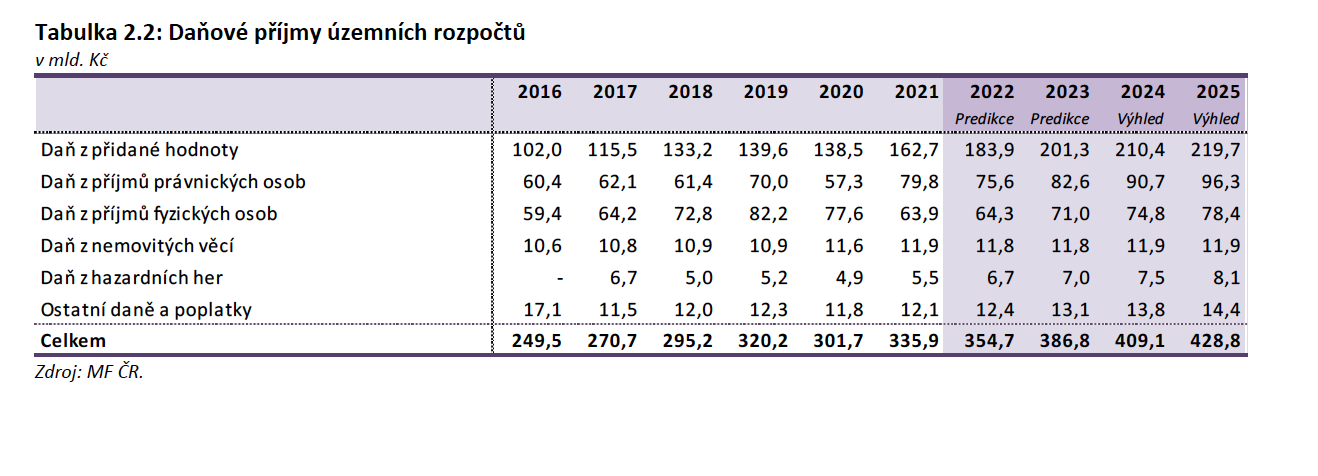 Tabulka 2.2: Daňové příjmy územních rozpočtů
v mld. Kč
2016 2017 2018 2019 2020 2021 2022 2023 2024 2025
Predikce Predikce Výhled Výhled
Daň z přidané hodnoty 102,0 115,5 133,2 139,6 138,5 162,7 183,9 201,3 210,4 219,7
Daň z příjmů právnických osob 60,4 62,1 61,4 70,0 57,3 79,8 75,6 82,6 90,7 96,3
Daň z příjmů fyzických osob 59,4 64,2 72,8 82,2 77,6 63,9 64,3 71,0 74,8 78,4
Daň z nemovitých věcí 10,6 10,8 10,9 10,9 11,6 11,9 11,8 11,8 11,9 11,9
Daň z hazardních her - 6,7 5,0 5,2 4,9 5,5 6,7 7,0 7,5 8,1
Ostatní daně a poplatky 17,1 11,5 12,0 12,3 11,8 12,1 12,4 13,1 13,8 14,4
Celkem 249,5 270,7 295,2 320,2 301,7 335,9 354,7 386,8 409,1 428,8
Zdroj: MF ČR.